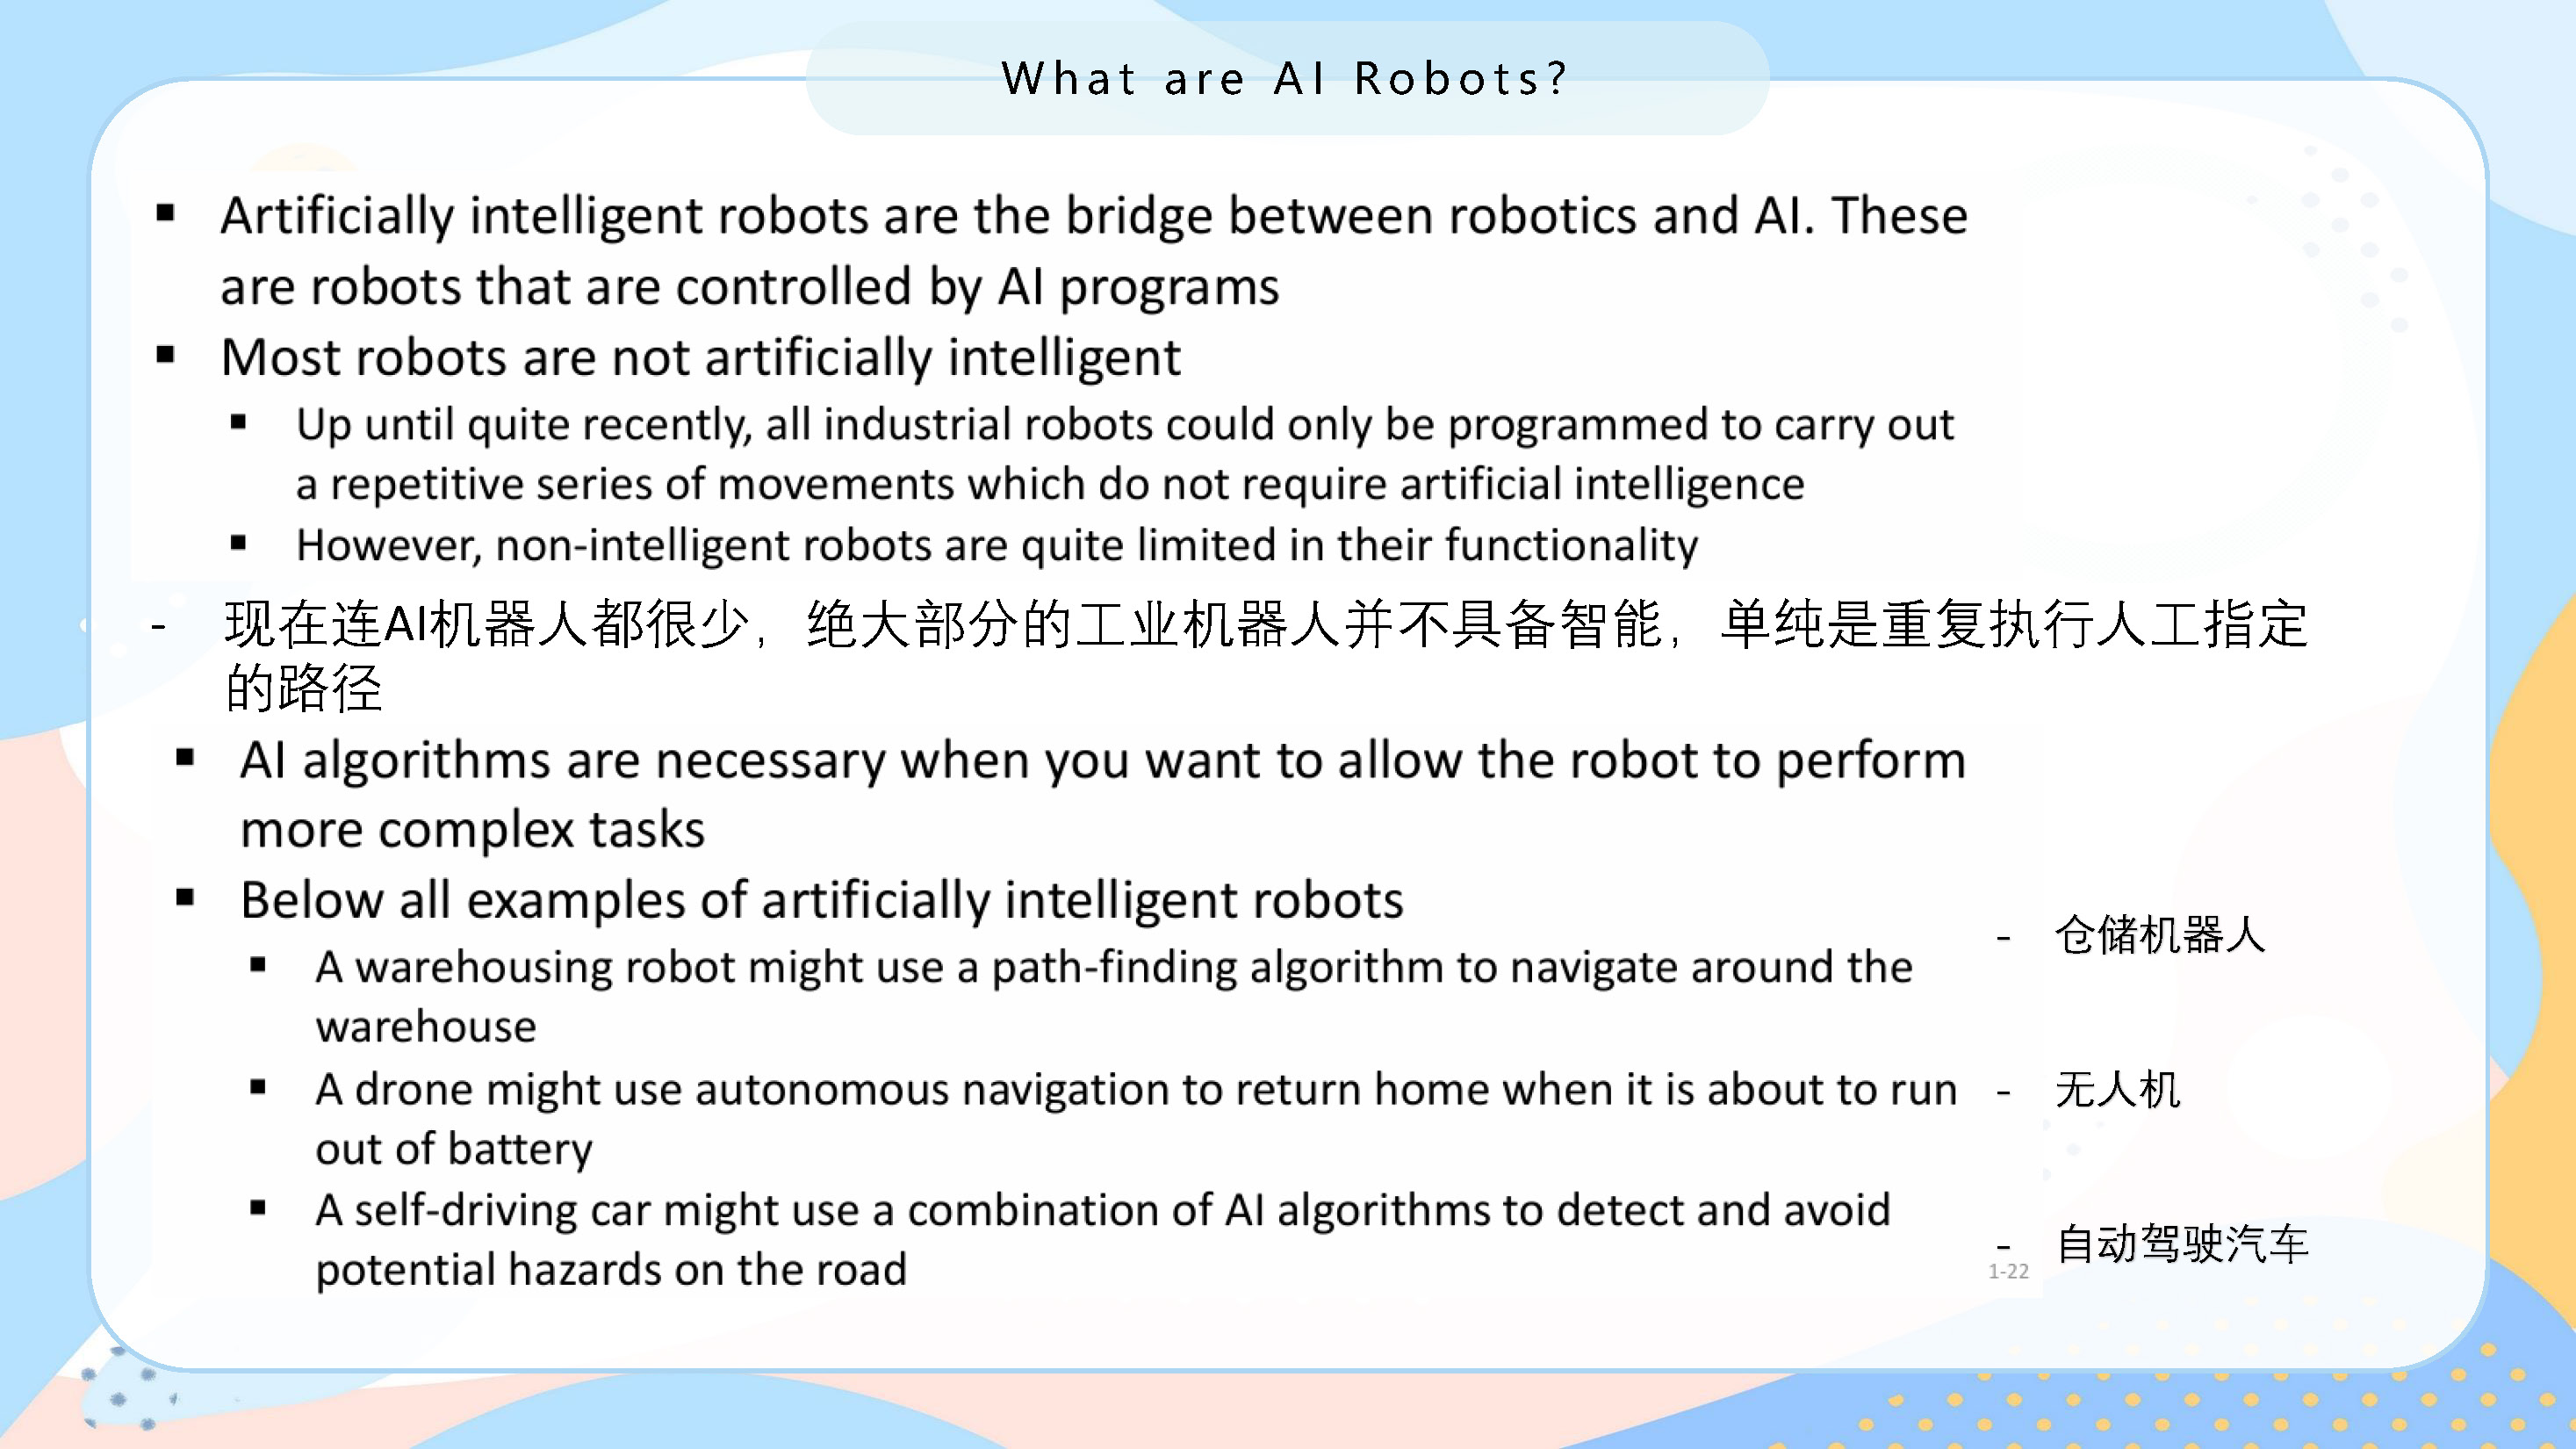 What are AI Robots?
▪ Artificially intelligent robots are the bridge between robotics and AI. These
are robots that are controlled by AI programs
▪ Most robots are not artificially intelligent
▪ Up until quite recently, all industrial robots could only be programmed to carry out
a repetitive series of movements which do not require artificial intelligence
▪ However, non-intelligent robots are quite limited in their functionality
- 现在连AI机器人都很少，绝大部分的工业机器人并不具备智能，单纯是重复执行人工指定
的路径
▪ AI algorithms are necessary when you want to allow the robot to perform
more complex tasks
▪ Below all examples of artificially intelligent robots
▪ A warehousing robot might use a path-finding algorithm to navigate around the
warehouse
- 仓储机器人
▪ A drone might use autonomous navigation to return home when it is about to run
out of battery
- 无人机
▪ A self-driving car might use a combination of AI algorithms to detect and avoid
potential hazards on the road
- 自动驾驶汽车
1-22